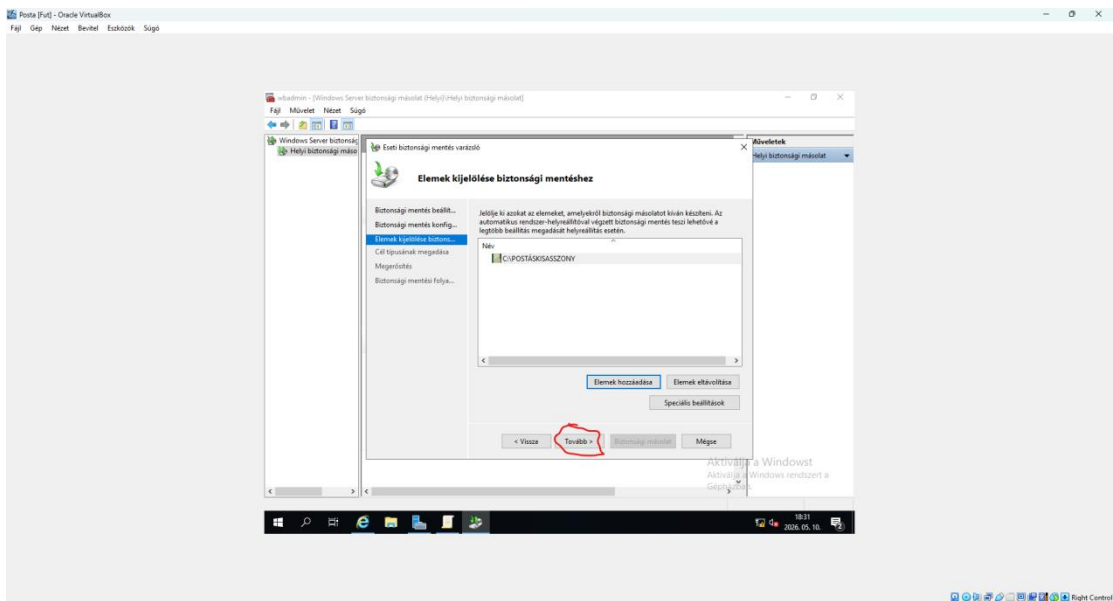 Posta [Fut] - Oracle VirtualBox
Fájl Gép Nézet Bevitel Eszközök Súgó
wbadmin - [Windows Server biztonsági másolat (Helyi)\Helyi biztonsági másolat]
Fájl Művelet Nézet Súgó
Windows Server biztonság
Helyi biztonsági máso
Műveletek
Helyi biztonsági másolat
Eseti biztonsági mentés varázsló
Elemek kijelölése biztonsági mentéshez
Biztonsági mentés beállít...
Biztonsági mentés konfig...
Elemek kijelölése biztons...
Cél típusának megadása
Megerősítés
Biztonsági mentési folya...
Jelölje ki azokat az elemeket, amelyekről biztonsági másolatot kíván készíteni. Az
automatikus rendszer-helyreállítóval végzett biztonsági mentés teszi lehetővé a
legtöbb beállítás megadását helyreállítás esetén.
Név
C:\POSTÁSKISASSZONY
Elemek hozzáadása Elemek eltávolítása
Speciális beállítások
< Vissza Tovább > Biztonsági másolat Mégse
Aktiválja a Windowst
Aktiválja a Windows rendszert a
Gépházban.
18:31
2026. 05. 10.
2
Right Control